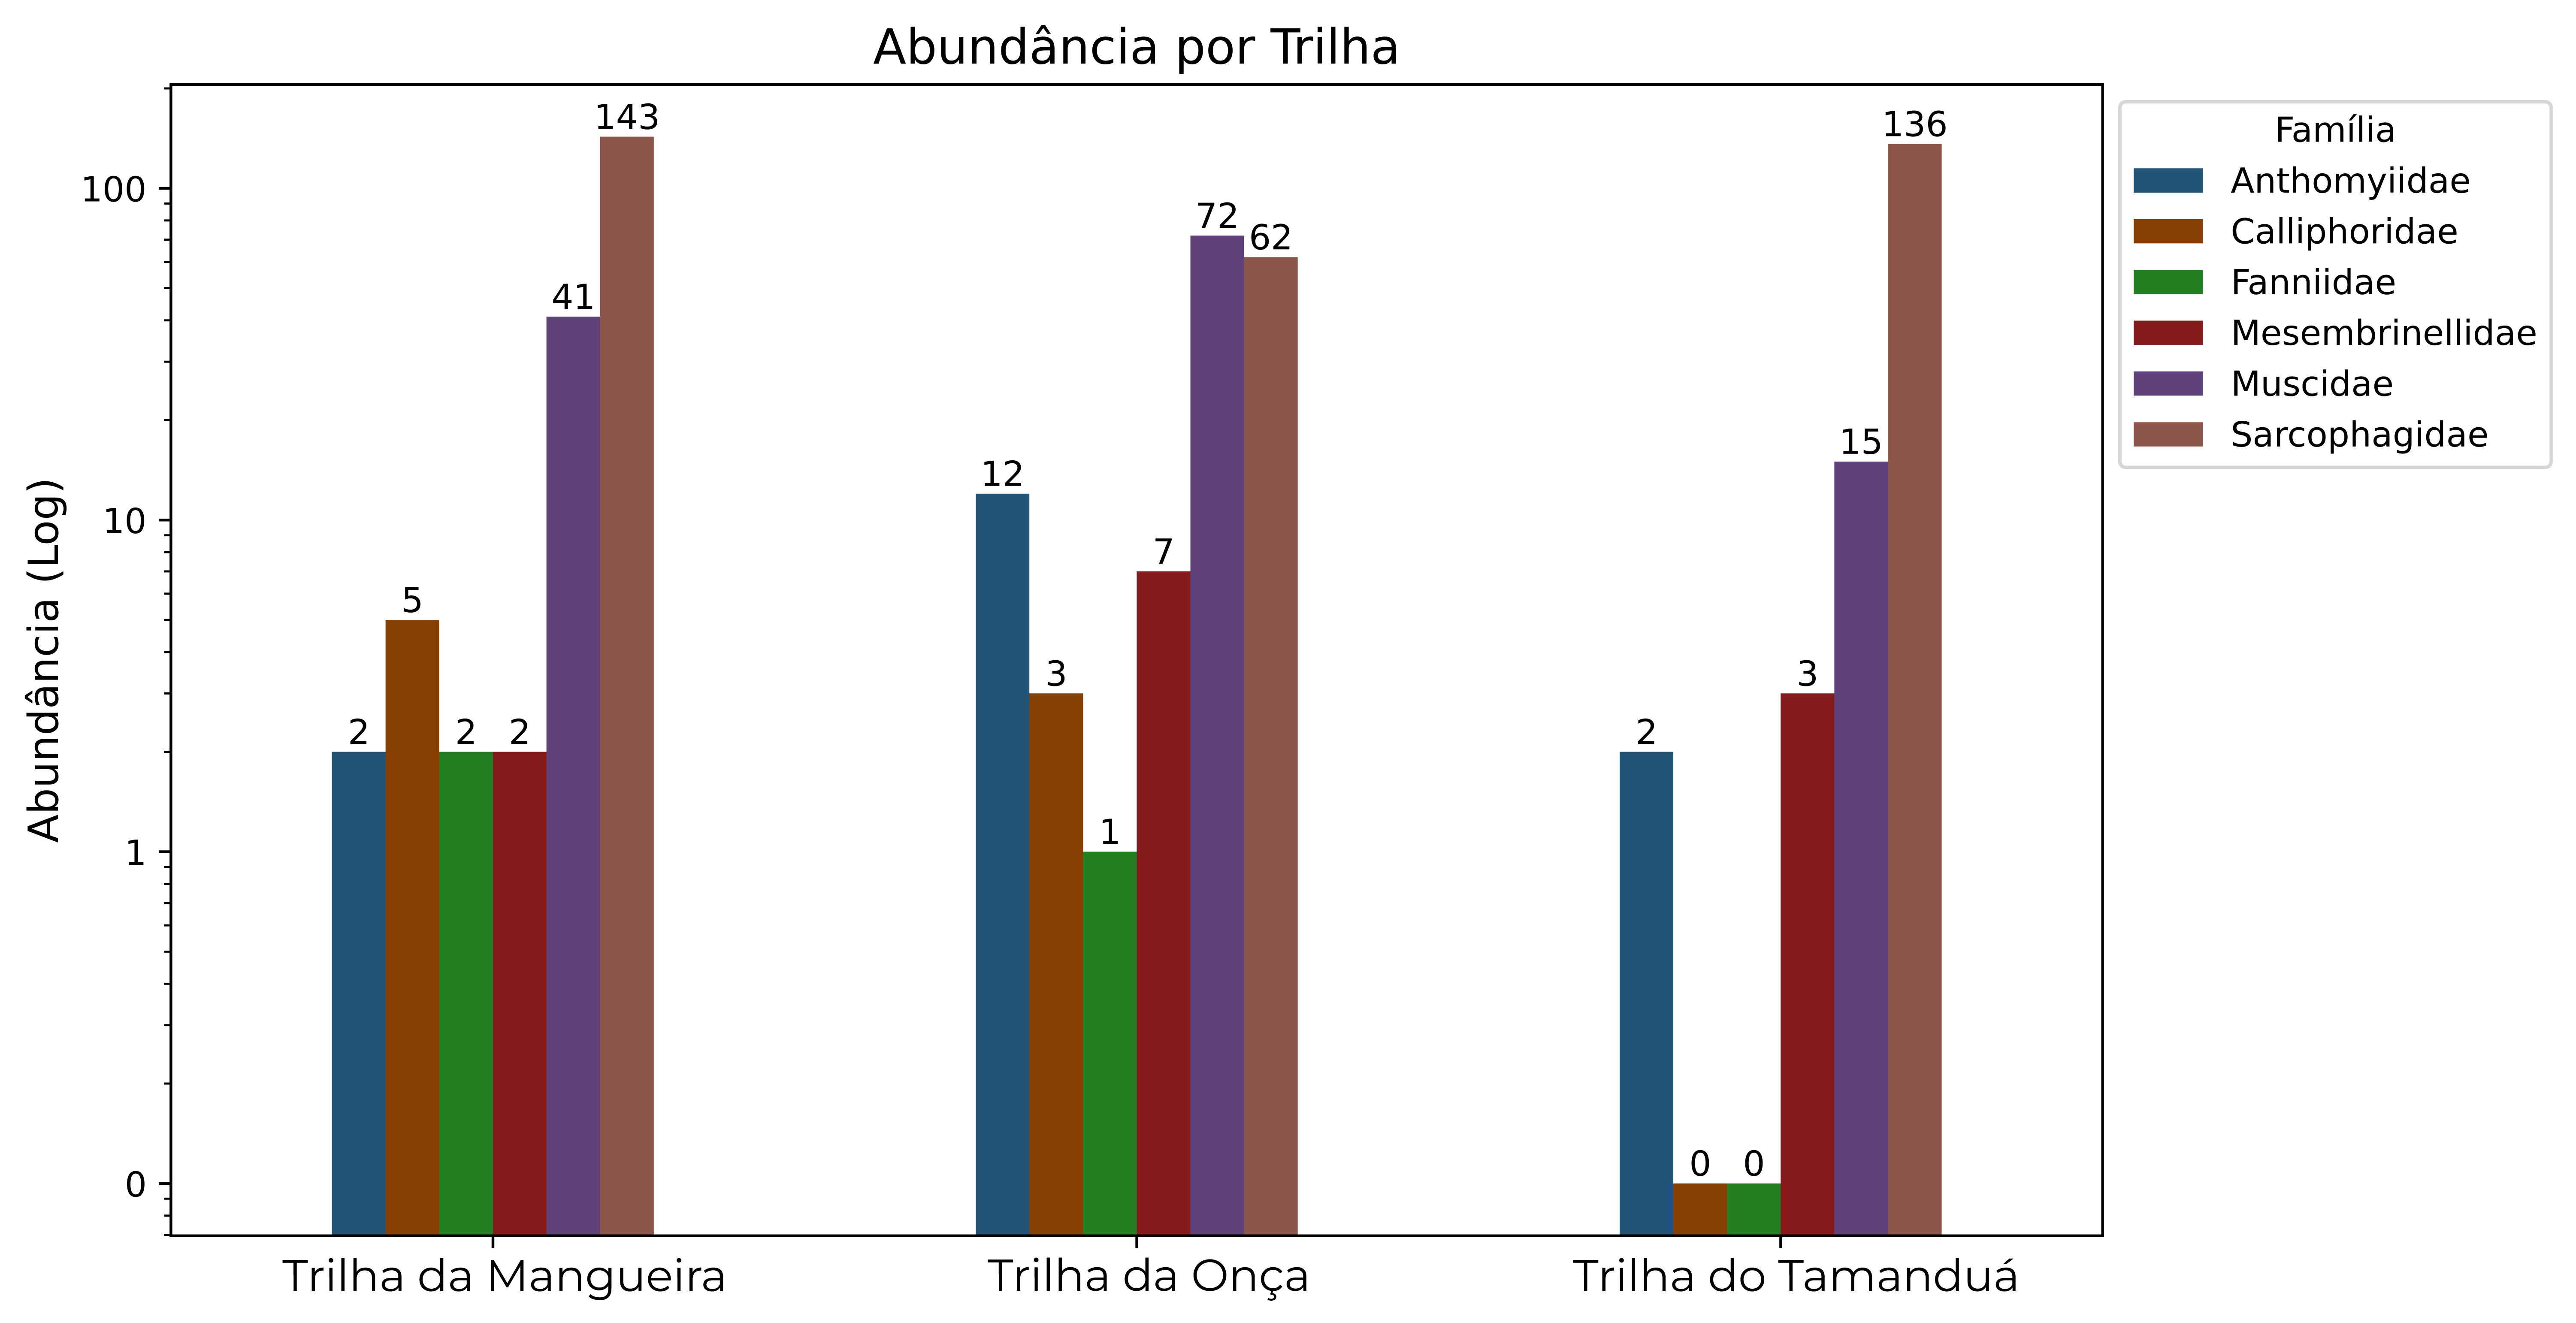 Abundância por Trilha
Abundância (Log)
100
10
1
0
2
5
2
2
41
143
12
3
1
7
72
62
2
0
0
3
15
136
Trilha da Mangueira
Trilha da Onça
Trilha do Tamanduá
Família
Anthomyiidae
Calliphoridae
Fanniidae
Mesembrinellidae
Muscidae
Sarcophagidae